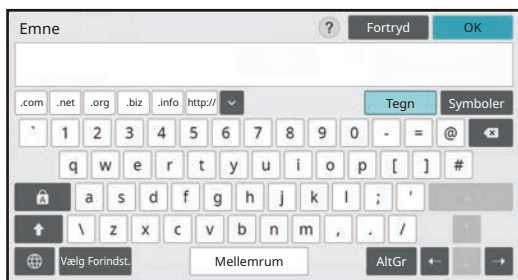 Emne ? Fortryd OK
.com .net .org .biz .info http:// Tegn Symboler
` 1 2 3 4 5 6 7 8 9 0 - = @
q w e r t y u i o p [ ] #
A a s d f g h j k l ; '
\ z x c v b n m , . /
Vælg Forindst. Mellemrum AltGr